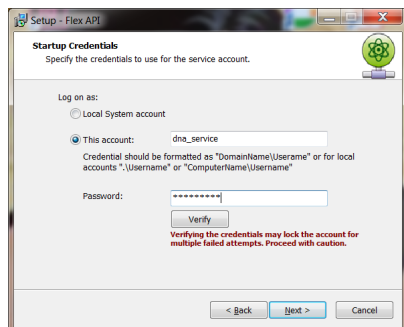 Setup - Flex API
Startup Credentials
Specify the credentials to use for the service account.
Log on as:
Local System account
This account:
dna_service
Credential should be formatted as "DomainName\Userame" or for local
accounts ".\Username" or "ComputerName\Username"
Password:
*********
Verify
Verifying the credentials may lock the account for
multiple failed attempts. Proceed with caution.
< Back
Next >
Cancel